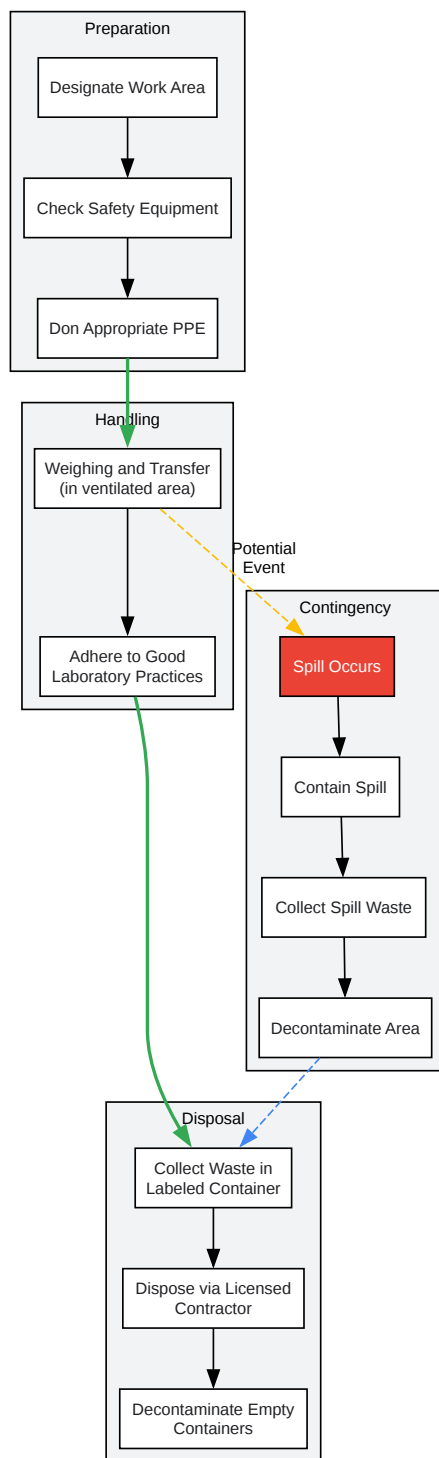 Preparation
Designate Work Area
Check Safety Equipment
Don Appropriate PPE
Handling
Weighing and Transfer
(in ventilated area)
Potential
Event
Adhere to Good
Laboratory Practices
Contingency
Spill Occurs
Contain Spill
Collect Spill Waste
Decontaminate Area
Disposal
Collect Waste in
Labeled Container
Dispose via Licensed
Contractor
Decontaminate Empty
Containers